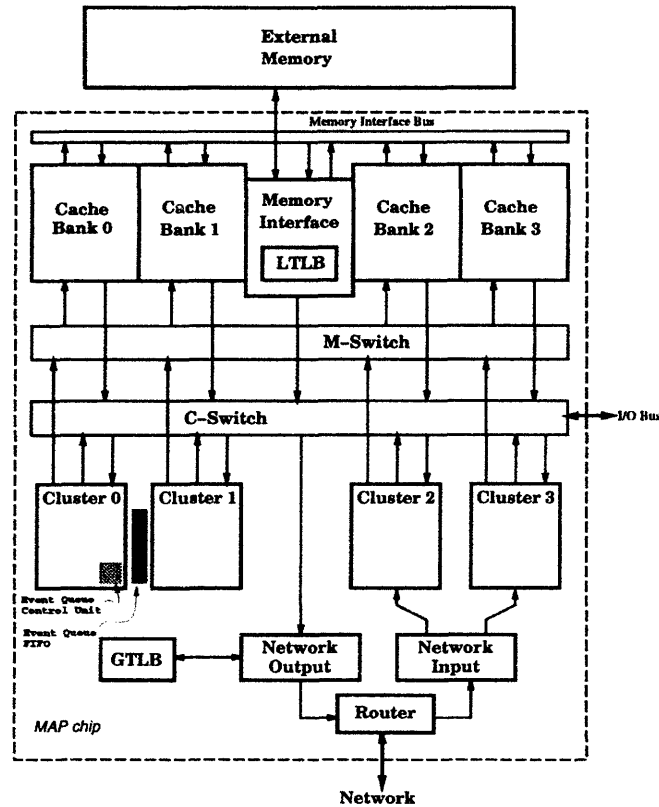 External
Memory
Memory Interface Bus
Cache
Bank 0
Cache
Bank 1
Memory
Interface
LTLB
Cache
Bank 2
Cache
Bank 3
M-Switch
C-Switch
I/O Bus
Cluster 0
Cluster 1
Cluster 2
Cluster 3
Event Queue
Control Unit
Event Queue
FIFO
GTLB
Network
Output
Network
Input
Router
MAP chip
Network